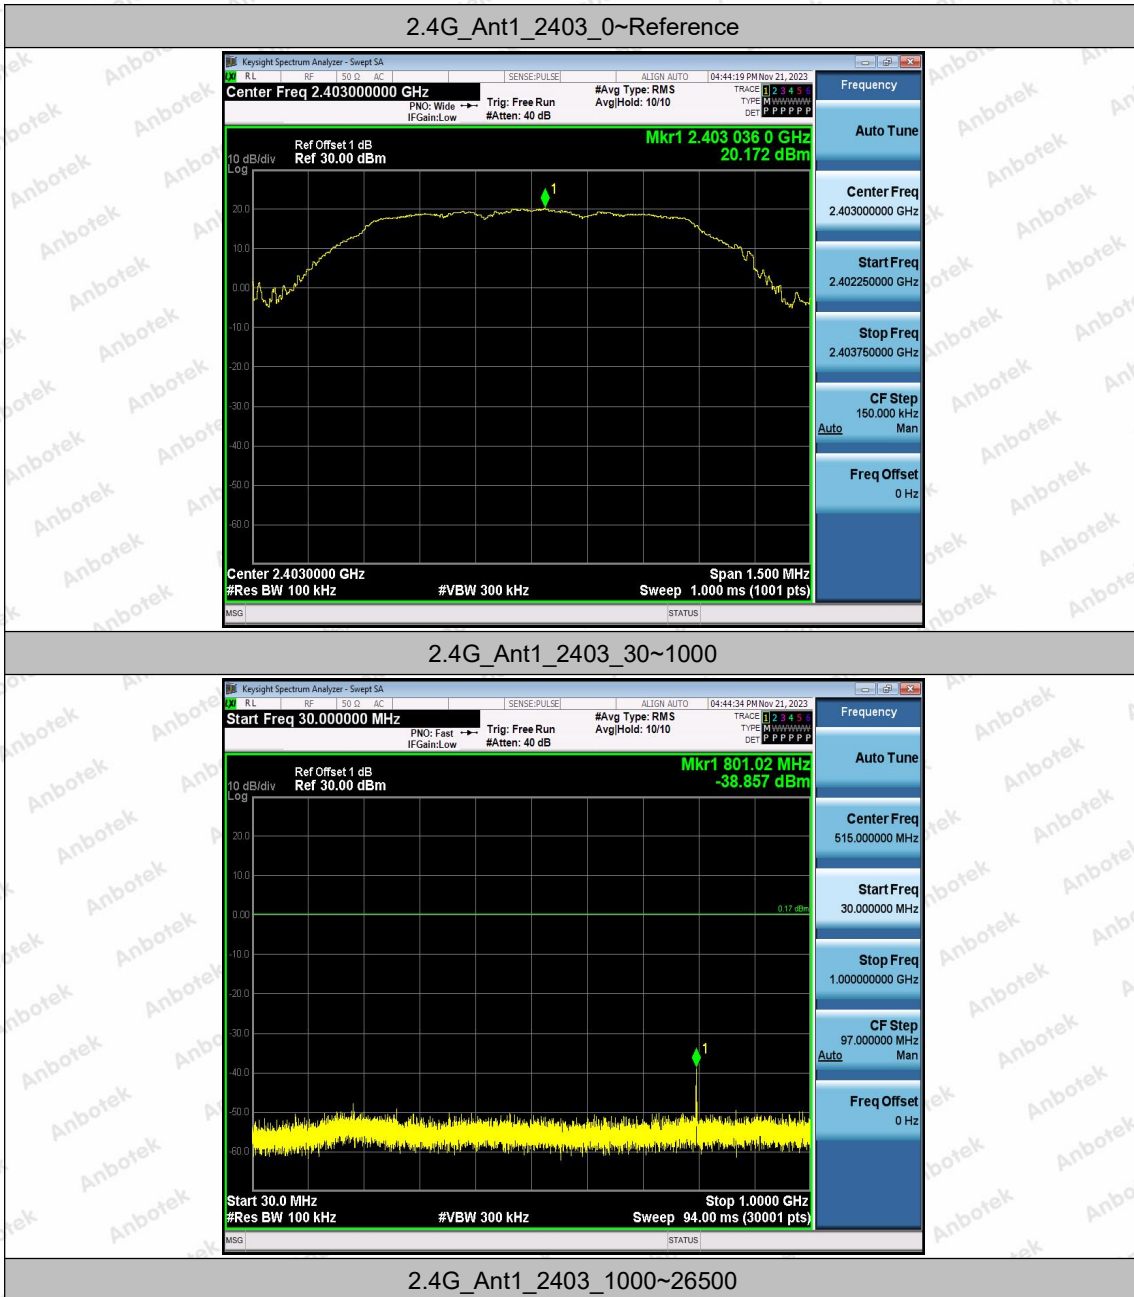 2.4G_Ant1_2403_0~Reference
Keysight Spectrum Analyzer - Swept SA
LXI RL RF 50 Ω AC SENSE:PULSE ALIGN AUTO 04:44:19 PM Nov 21, 2023
Center Freq 2.403000000 GHz
PNO: Wide
IFGain:Low
Trig: Free Run
#Atten: 40 dB
#Avg Type: RMS
Avg|Hold: 10/10
TRACE 1 2 3 4 5 6
TYPE M WWWWW
DET P P P P P P
Mkr1 2.403 036 0 GHz
20.172 dBm
Ref Offset 1 dB
10 dB/div Ref 30.00 dBm
Log
1
20.0
10.0
0.00
-10.0
-20.0
-30.0
-40.0
-50.0
-60.0
Center 2.4030000 GHz Span 1.500 MHz
#Res BW 100 kHz #VBW 300 kHz Sweep 1.000 ms (1001 pts)
MSG STATUS
Frequency
Auto Tune
Center Freq
2.403000000 GHz
Start Freq
2.402250000 GHz
Stop Freq
2.403750000 GHz
CF Step
150.000 kHz
Auto Man
Freq Offset
0 Hz
2.4G_Ant1_2403_30~1000
Keysight Spectrum Analyzer - Swept SA
LXI RL RF 50 Ω AC SENSE:PULSE ALIGN AUTO 04:44:34 PM Nov 21, 2023
Start Freq 30.000000 MHz
PNO: Fast
IFGain:Low
Trig: Free Run
#Atten: 40 dB
#Avg Type: RMS
Avg|Hold: 10/10
TRACE 1 2 3 4 5 6
TYPE M WWWWW
DET P P P P P P
Mkr1 801.02 MHz
-38.857 dBm
Ref Offset 1 dB
10 dB/div Ref 30.00 dBm
Log
20.0
10.0
0.00
0.17 dBm
-10.0
-20.0
-30.0
1
-40.0
-50.0
-60.0
Start 30.0 MHz Stop 1.0000 GHz
#Res BW 100 kHz #VBW 300 kHz Sweep 94.00 ms (30001 pts)
MSG STATUS
Frequency
Auto Tune
Center Freq
515.000000 MHz
Start Freq
30.000000 MHz
Stop Freq
1.000000000 GHz
CF Step
97.000000 MHz
Auto Man
Freq Offset
0 Hz
2.4G_Ant1_2403_1000~26500
Anbotek